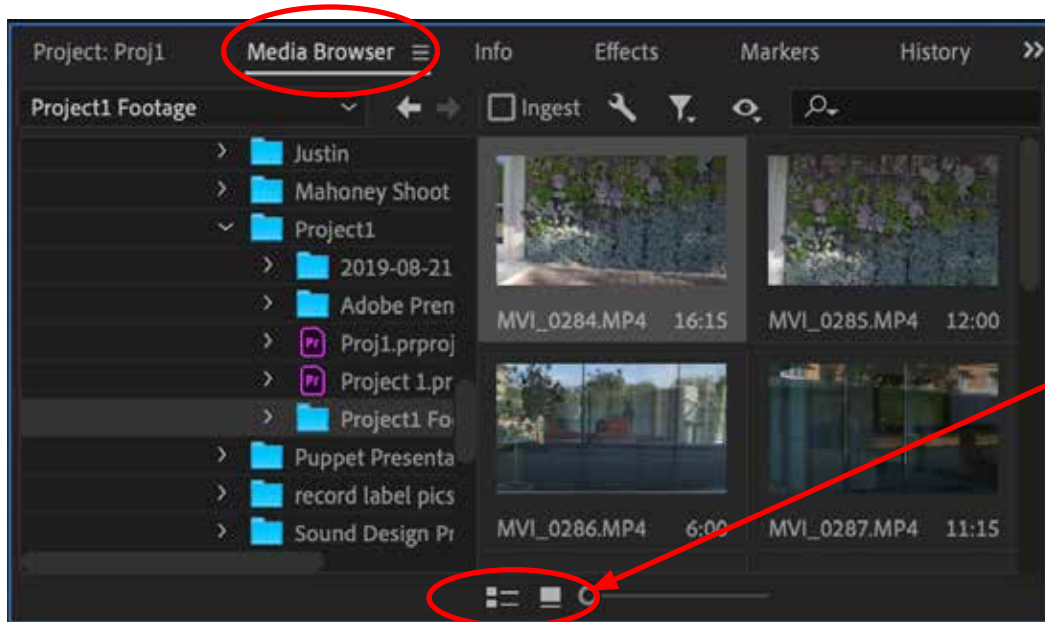 Project: Proj1 Media Browser Info Effects Markers History
Project1 Footage Ingest
Justin
Mahoney Shoot
Project1
2019-08-21
Adobe Pren
Pr Proj1.prproj
Pr Project 1.pr
Project1 Fo
Puppet Presenta
record label pics
Sound Design Pr
MVI_0284.MP4 16:15 MVI_0285.MP4 12:00
MVI_0286.MP4 6:00 MVI_0287.MP4 11:15